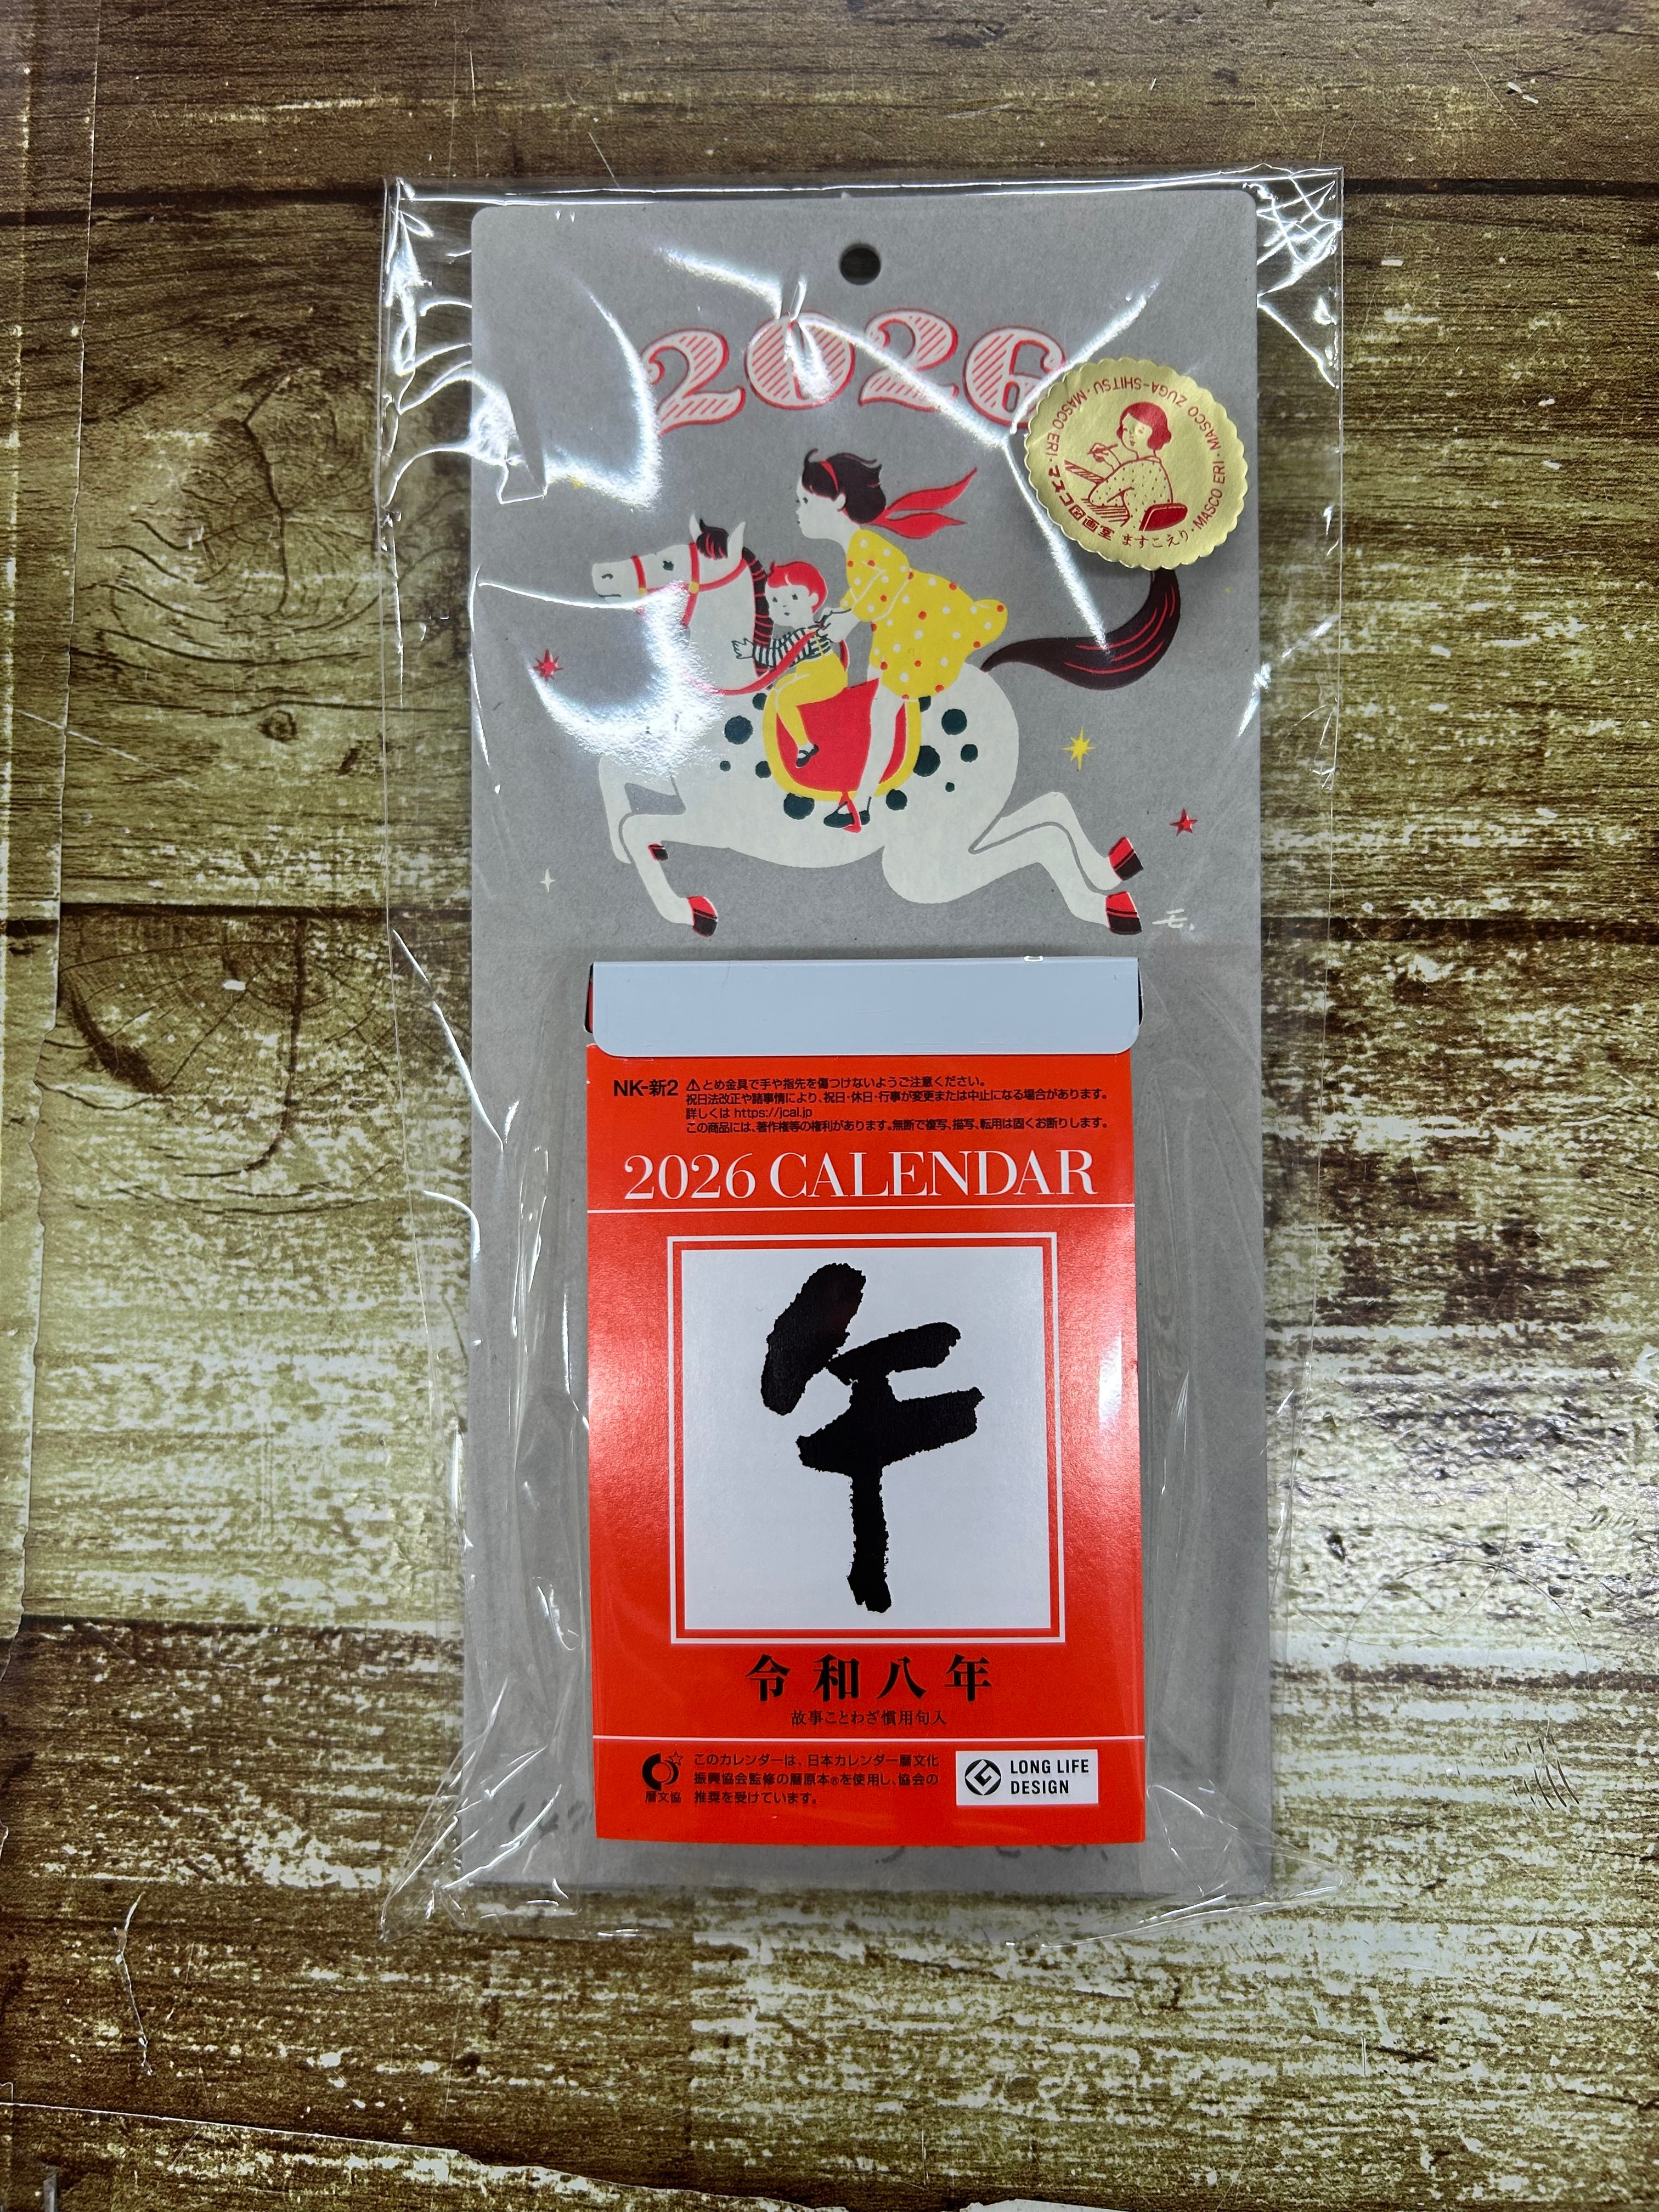 2026
MASCO ERI・MASCO ZUGA-SHITSU・MASCO ERI・マスコ図画室 ますこえり・
モ.
NK-新2
⚠とめ金具で手や指先を傷つけないようご注意ください。
祝日法改正や諸事情により、祝日・休日・行事が変更または中止になる場合があります。
詳しくは https://jcal.jp
この商品には、著作権等の権利があります。無断で複写、描写、転用は固くお断りします。
2026 CALENDAR
午
令和八年
故事ことわざ慣用句入
暦文協
このカレンダーは、日本カレンダー暦文化
振興協会監修の暦原本®を使用し、協会の
推奨を受けています。
LONG LIFE
DESIGN